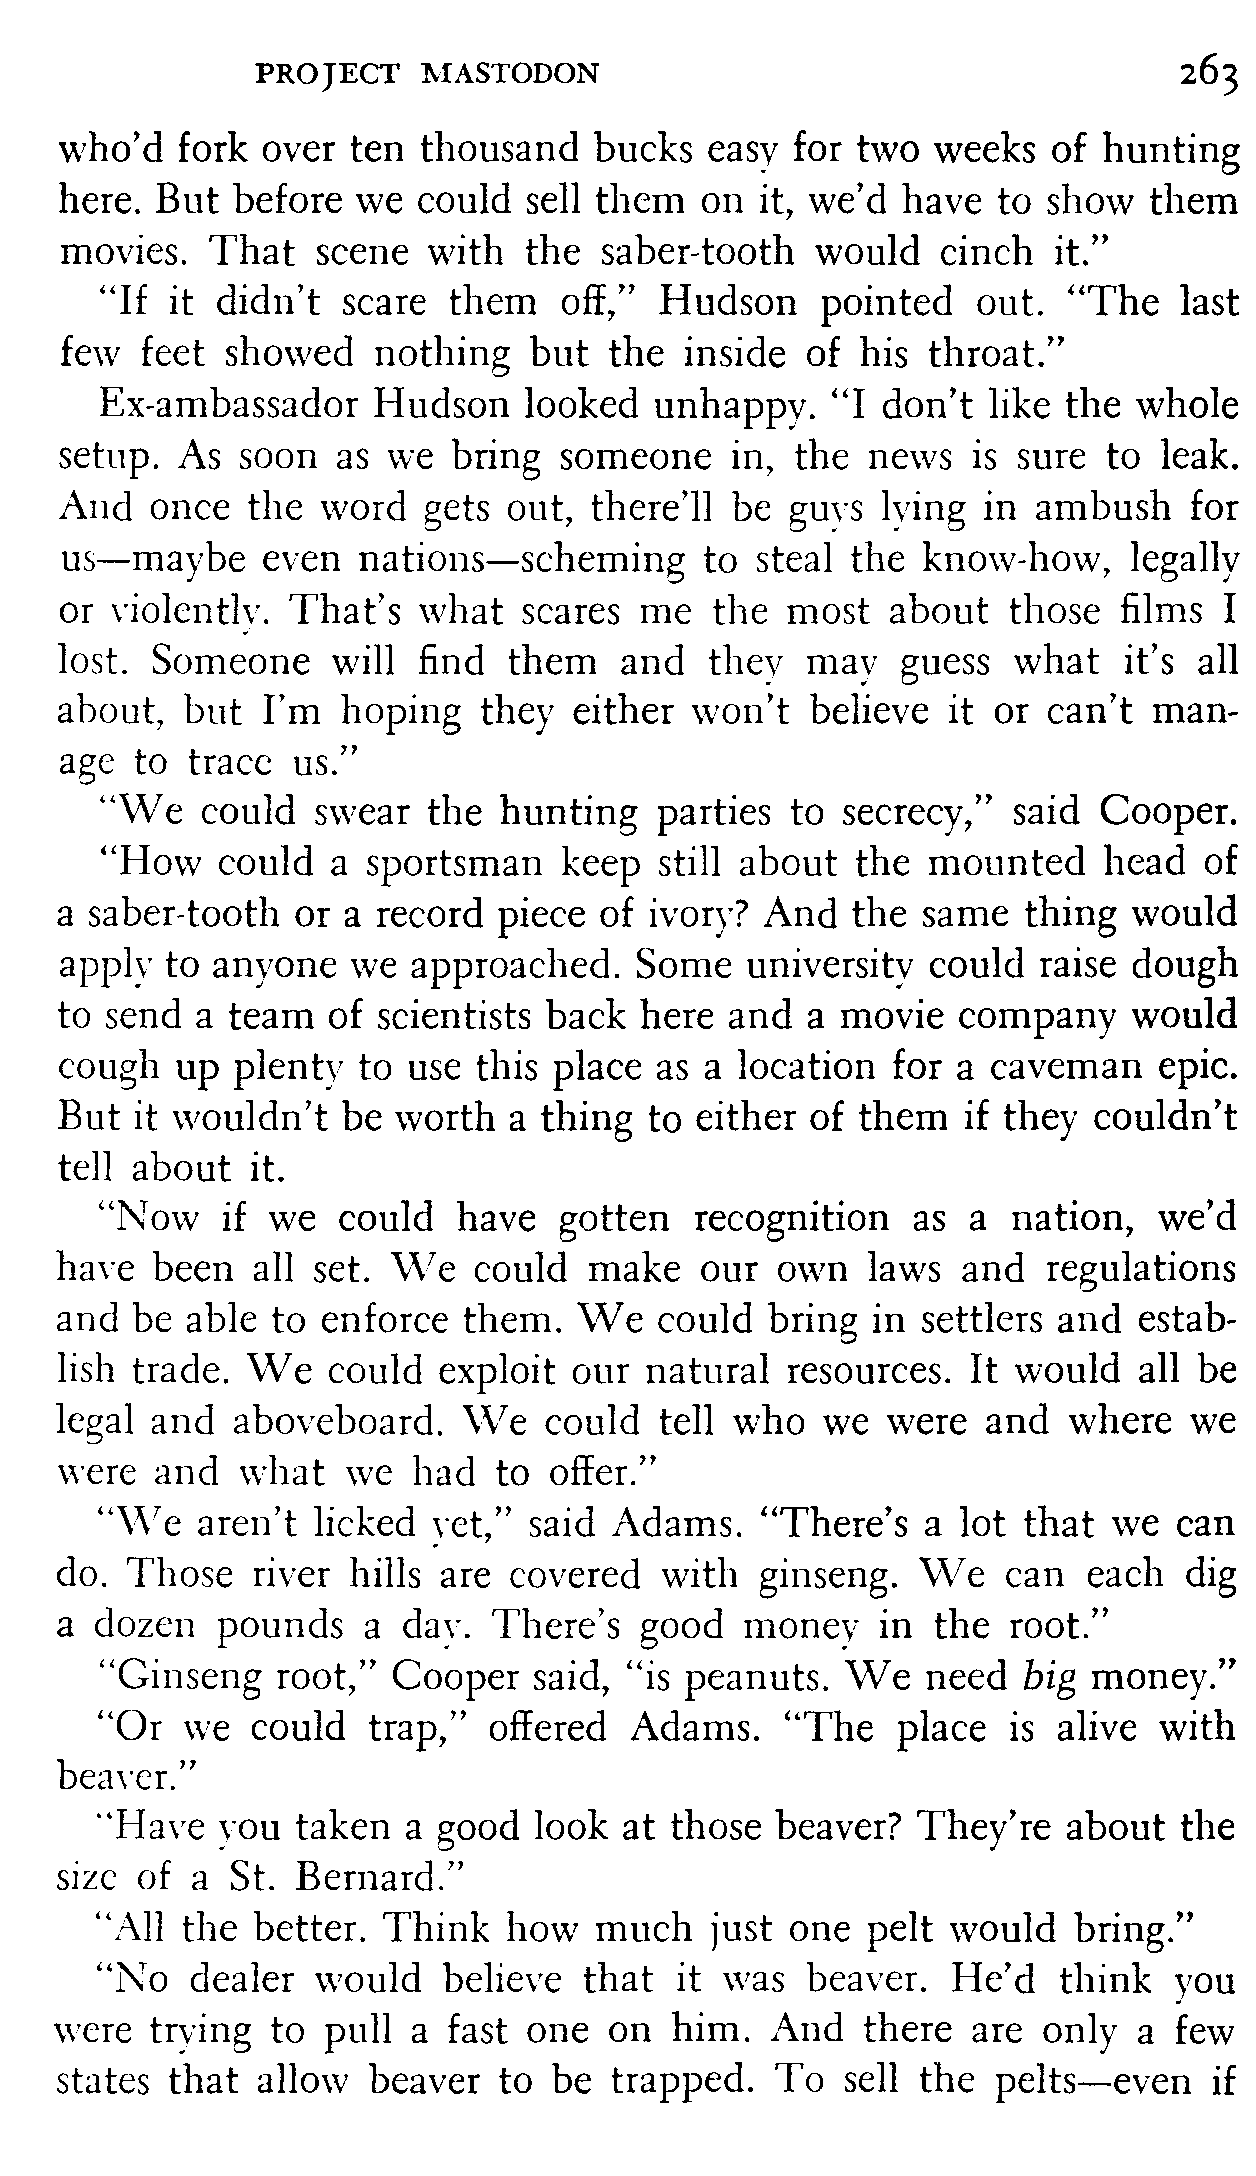 PROJECT MASTODON 263
who'd fork over ten thousand bucks easy for two weeks of hunting
here. But before we could sell them on it, we'd have to show them
movies. That scene with the saber-tooth would cinch it."
"If it didn't scare them off," Hudson pointed out. "The last
few feet showed nothing but the inside of his throat."
Ex-ambassador Hudson looked unhappy. "I don't like the whole
setup. As soon as we bring someone in, the news is sure to leak.
And once the word gets out, there'll be guys lying in ambush for
us—maybe even nations—scheming to steal the know-how, legally
or violently. That's what scares me the most about those films I
lost. Someone will find them and they may guess what it's all
about, but I'm hoping they either won't believe it or can't man-
age to trace us."
"We could swear the hunting parties to secrecy," said Cooper.
"How could a sportsman keep still about the mounted head of
a saber-tooth or a record piece of ivory? And the same thing would
apply to anyone we approached. Some university could raise dough
to send a team of scientists back here and a movie company would
cough up plenty to use this place as a location for a caveman epic.
But it wouldn't be worth a thing to either of them if they couldn't
tell about it.
"Now if we could have gotten recognition as a nation, we'd
have been all set. We could make our own laws and regulations
and be able to enforce them. We could bring in settlers and estab-
lish trade. We could exploit our natural resources. It would all be
legal and aboveboard. We could tell who we were and where we
were and what we had to offer."
"We aren't licked yet," said Adams. "There's a lot that we can
do. Those river hills are covered with ginseng. We can each dig
a dozen pounds a day. There's good money in the root."
"Ginseng root," Cooper said, "is peanuts. We need big money."
"Or we could trap," offered Adams. "The place is alive with
beaver."
"Have you taken a good look at those beaver? They're about the
size of a St. Bernard."
"All the better. Think how much just one pelt would bring."
"No dealer would believe that it was beaver. He'd think you
were trying to pull a fast one on him. And there are only a few
states that allow beaver to be trapped. To sell the pelts—even if